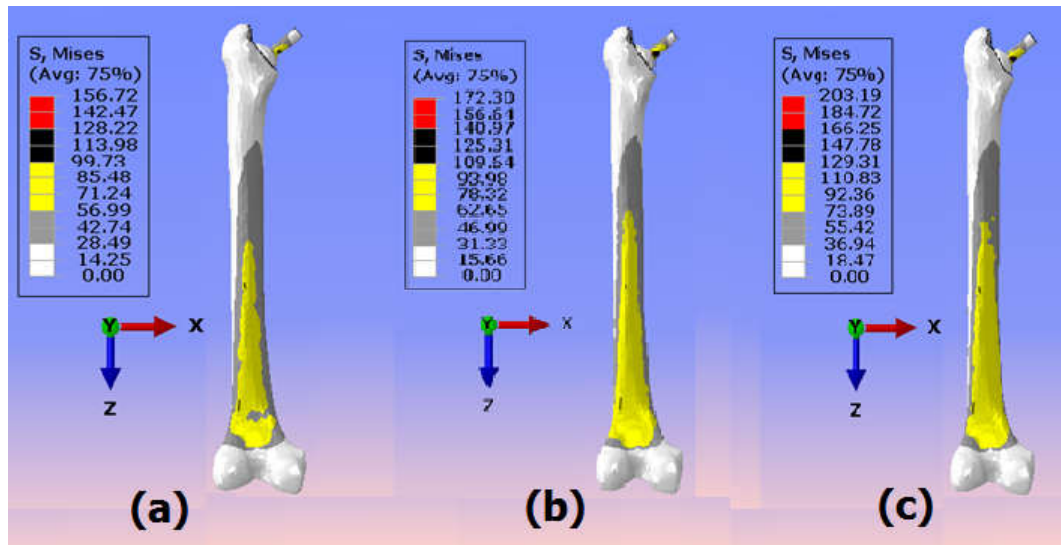 S, Mises
(Avg: 75%)
156.72
142.47
128.22
113.98
99.73
85.48
71.24
56.99
42.74
28.49
14.25
0.00
Y
X
Z
(a)
S, Mises
(Avg: 75%)
172.30
156.64
140.97
125.31
109.64
93.98
78.32
62.65
46.99
31.33
15.66
0.00
Y
X
Z
(b)
S, Mises
(Avg: 75%)
203.19
184.72
166.25
147.78
129.31
110.83
92.36
73.89
55.42
36.94
18.47
0.00
Y
X
Z
(c)